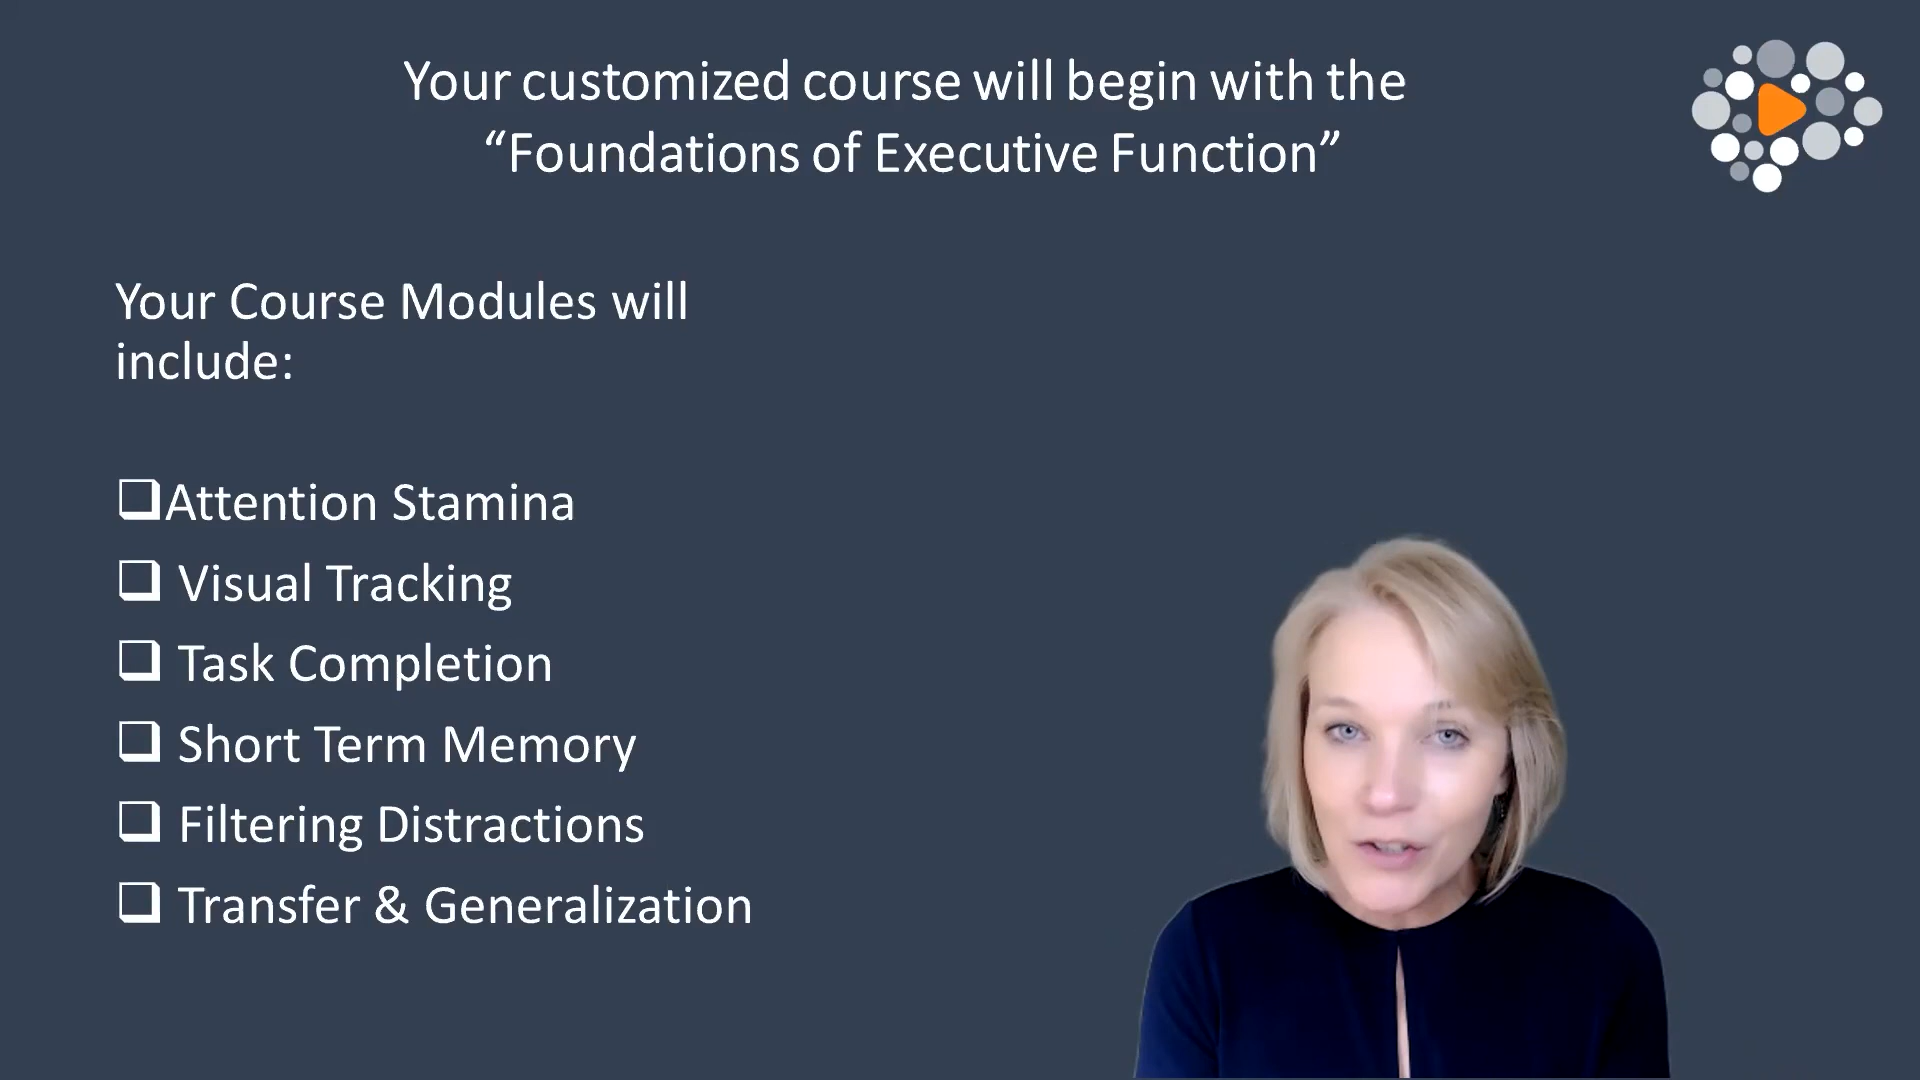 Your customized course will begin with the
“Foundations of Executive Function”
Your Course Modules will
include:
❑Attention Stamina
❑ Visual Tracking
❑ Task Completion
❑ Short Term Memory
❑ Filtering Distractions
❑ Transfer & Generalization